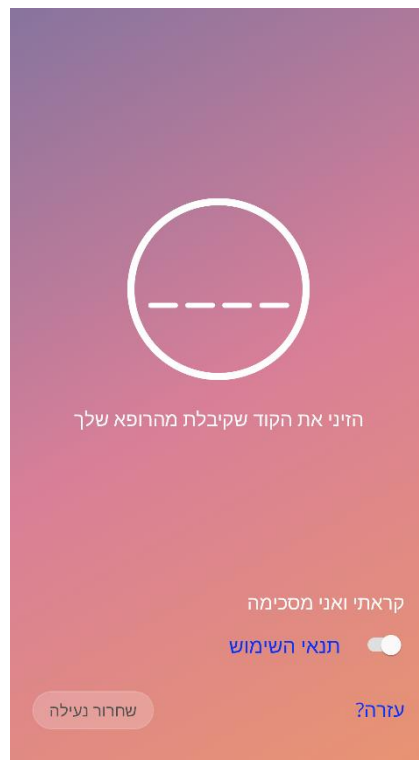 הזיני את הקוד שקיבלת מהרופא שלך
קראתי ואני מסכימה
תנאי השימוש
עזרה?
שחרור נעילה